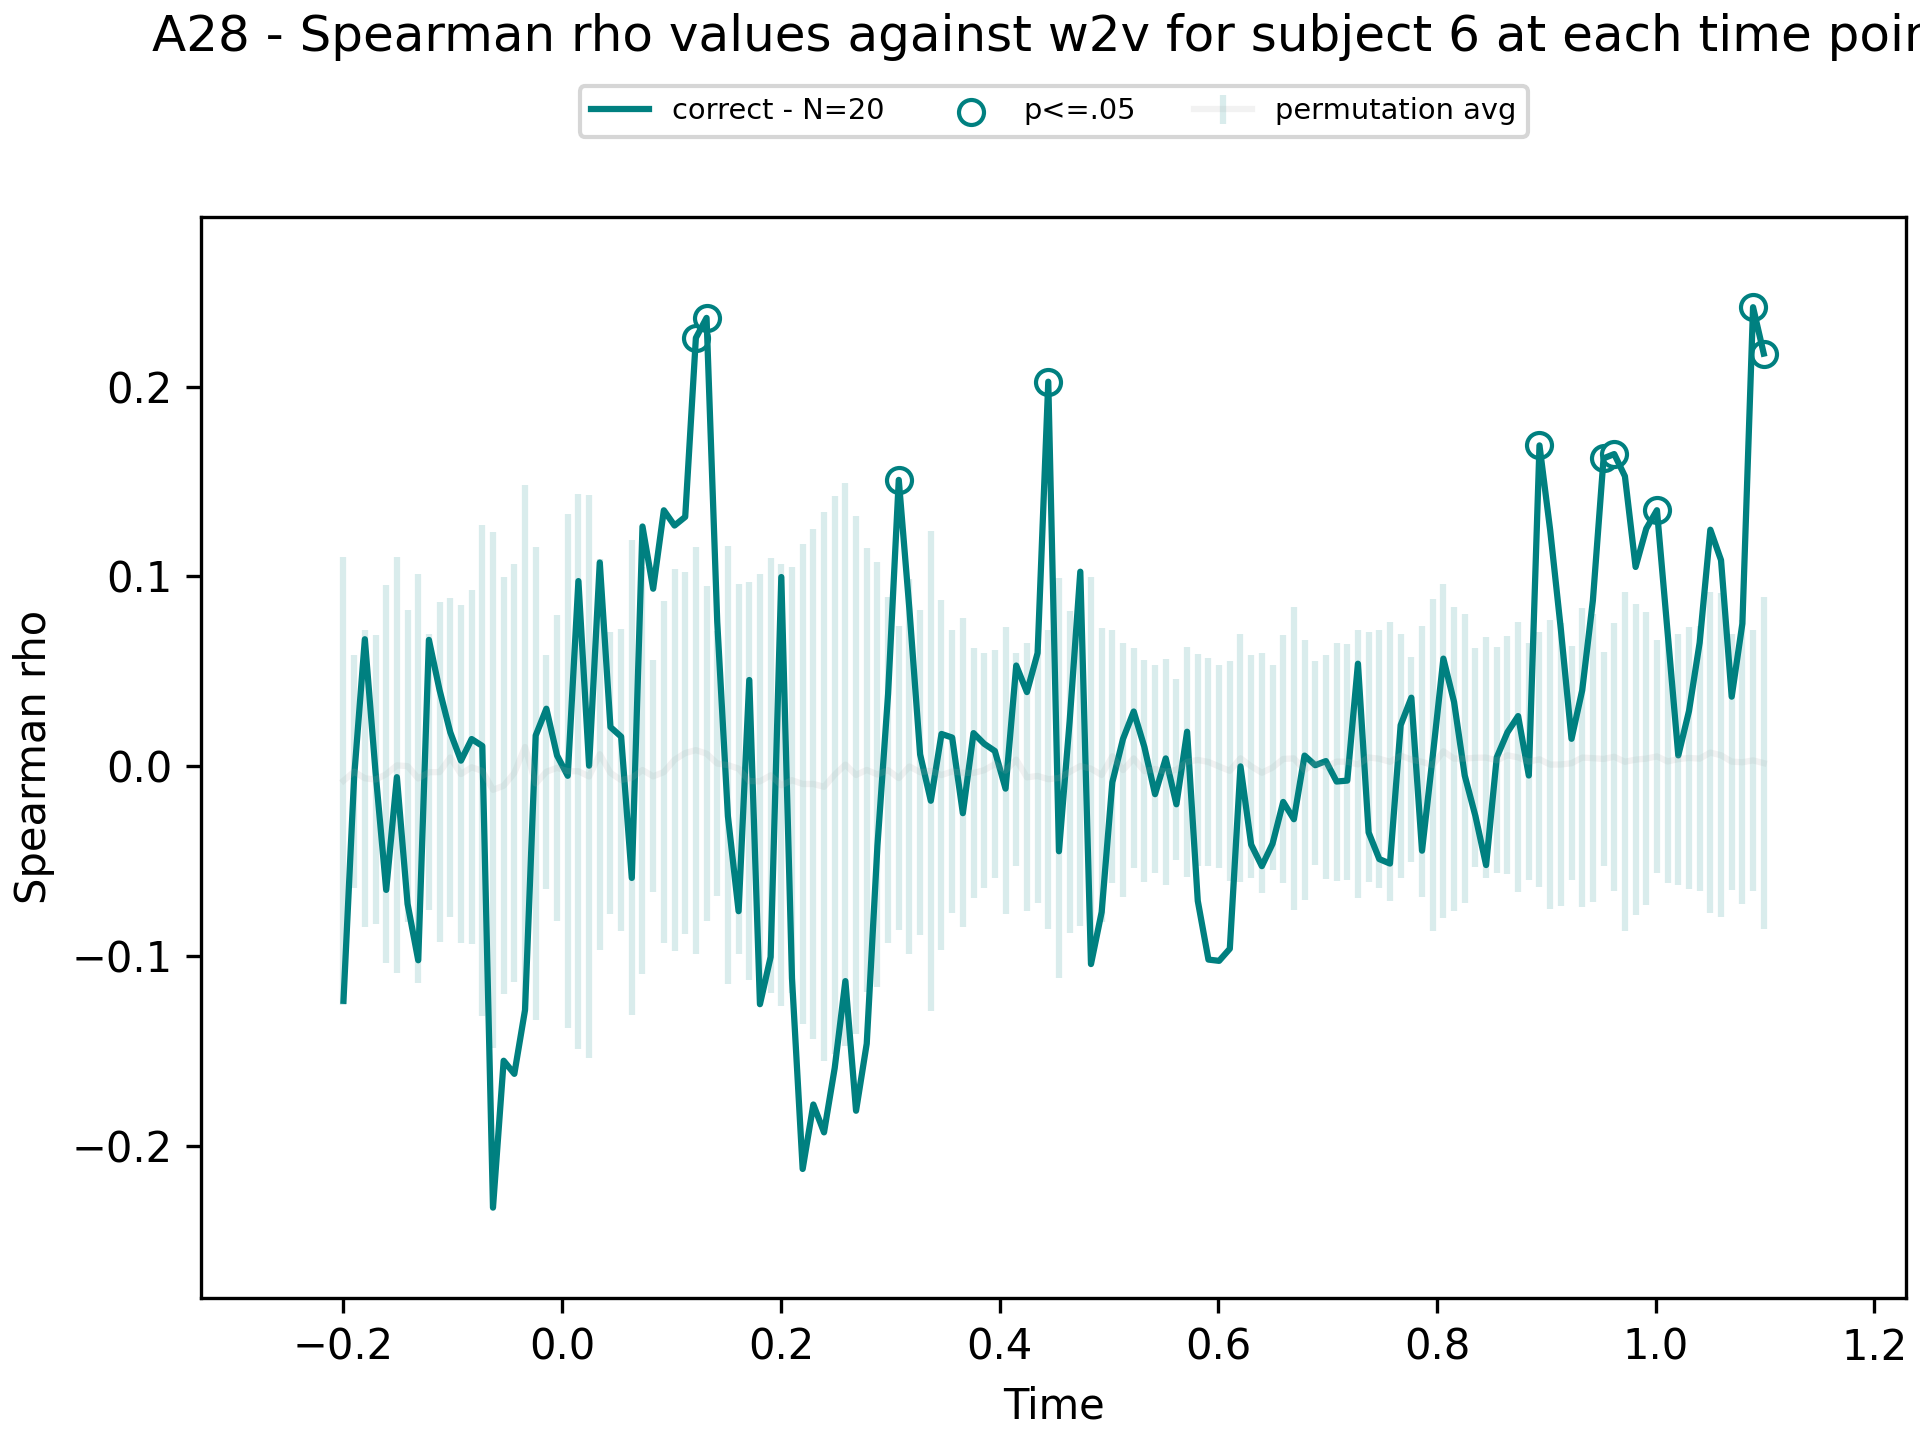 A28 - Spearman rho values against w2v for subject 6 at each time
correct - N=20 p<=.05 permutation avg
0.2
0.1
0.0
−0.1
−0.2
Spearman rho
−0.2 0.0 0.2 0.4 0.6 0.8 1.0 1.2
Time